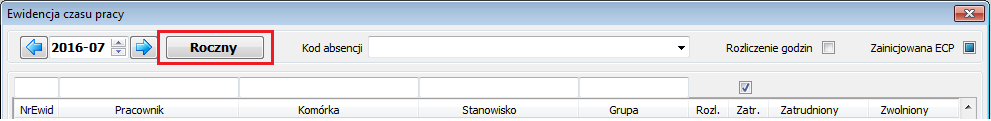 Ewidencja czasu pracy
2016-07 Roczny Kod absencji Rozliczenie godzin Zainicjowana ECP
NrEwid Pracownik Komórka Stanowisko Grupa Rozl. Zatr. Zatrudniony Zwolniony